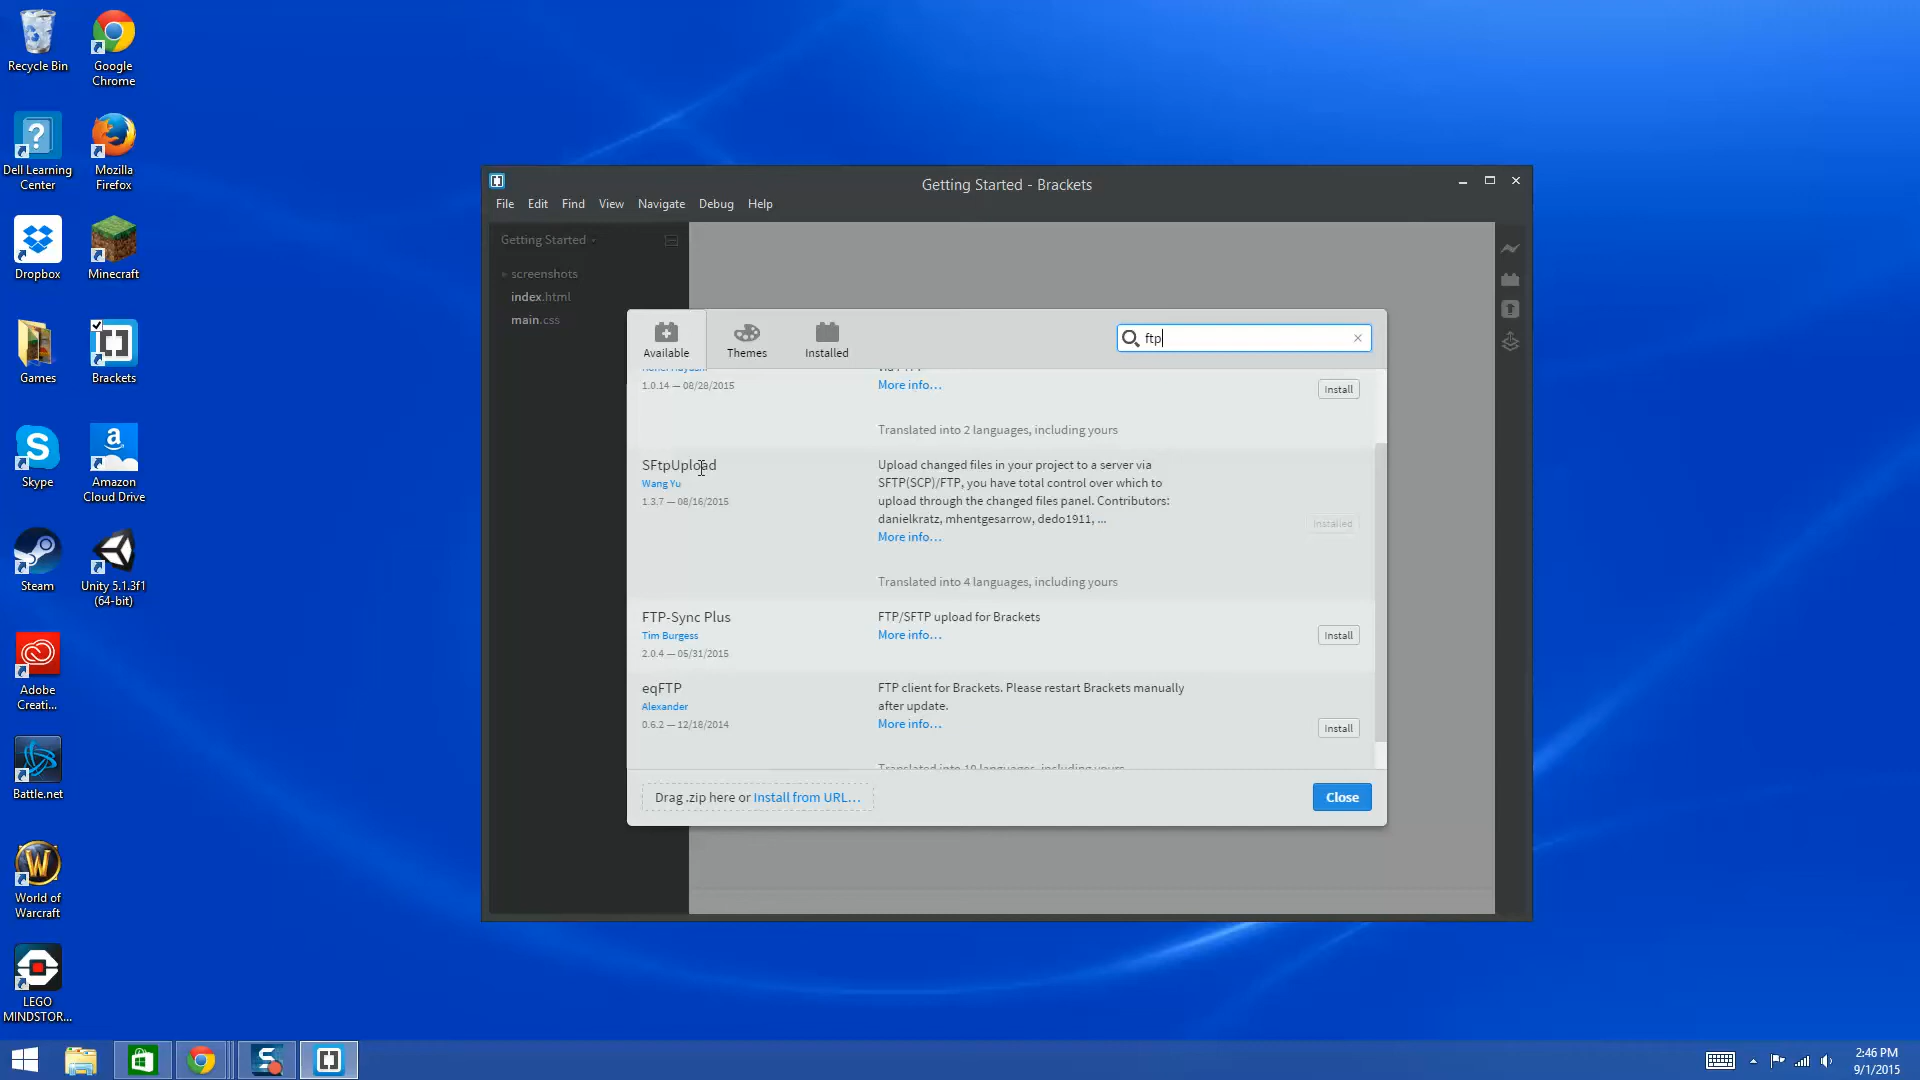 Recycle Bin
Google
Chrome
Dell Learning
Center
Mozilla
Firefox
Dropbox
Minecraft
Games
Brackets
Skype
Amazon
Cloud Drive
Steam
Unity 5.1.3f1
(64-bit)
Adobe
Creati...
Battle.net
World of
Warcraft
LEGO
MINDSTOR...
Getting Started - Brackets
File Edit Find View Navigate Debug Help
Getting Started
screenshots
index.html
main.css
Available
Themes
Installed
ftp
1.0.14 — 08/28/2015
More info...
Install
Translated into 2 languages, including yours
SFtpUpload
Wang Yu
1.3.7 — 08/16/2015
Upload changed files in your project to a server via
SFTP(SCP)/FTP, you have total control over which to
upload through the changed files panel. Contributors:
danielkratz, mhentgesarrow, dedo1911, ...
More info...
Installed
Translated into 4 languages, including yours
FTP-Sync Plus
Tim Burgess
2.0.4 — 05/31/2015
FTP/SFTP upload for Brackets
More info...
Install
eqFTP
Alexander
0.6.2 — 12/18/2014
FTP client for Brackets. Please restart Brackets manually
after update.
More info...
Install
Translated into 19 languages, including yours
Drag .zip here or Install from URL...
Close
2:46 PM
9/1/2015